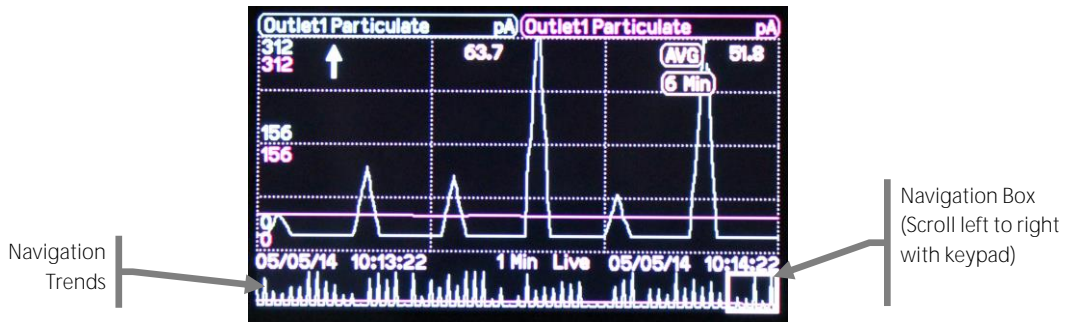 Outlet1 Particulate pA Outlet1 Particulate pA
312 63.7 AVG 51.8
312
6 Min
156
156
0
0
05/05/14 10:13:22 1 Min Live 05/05/14 10:14:22
Navigation
Trends
Navigation Box
(Scroll left to right
with keypad)